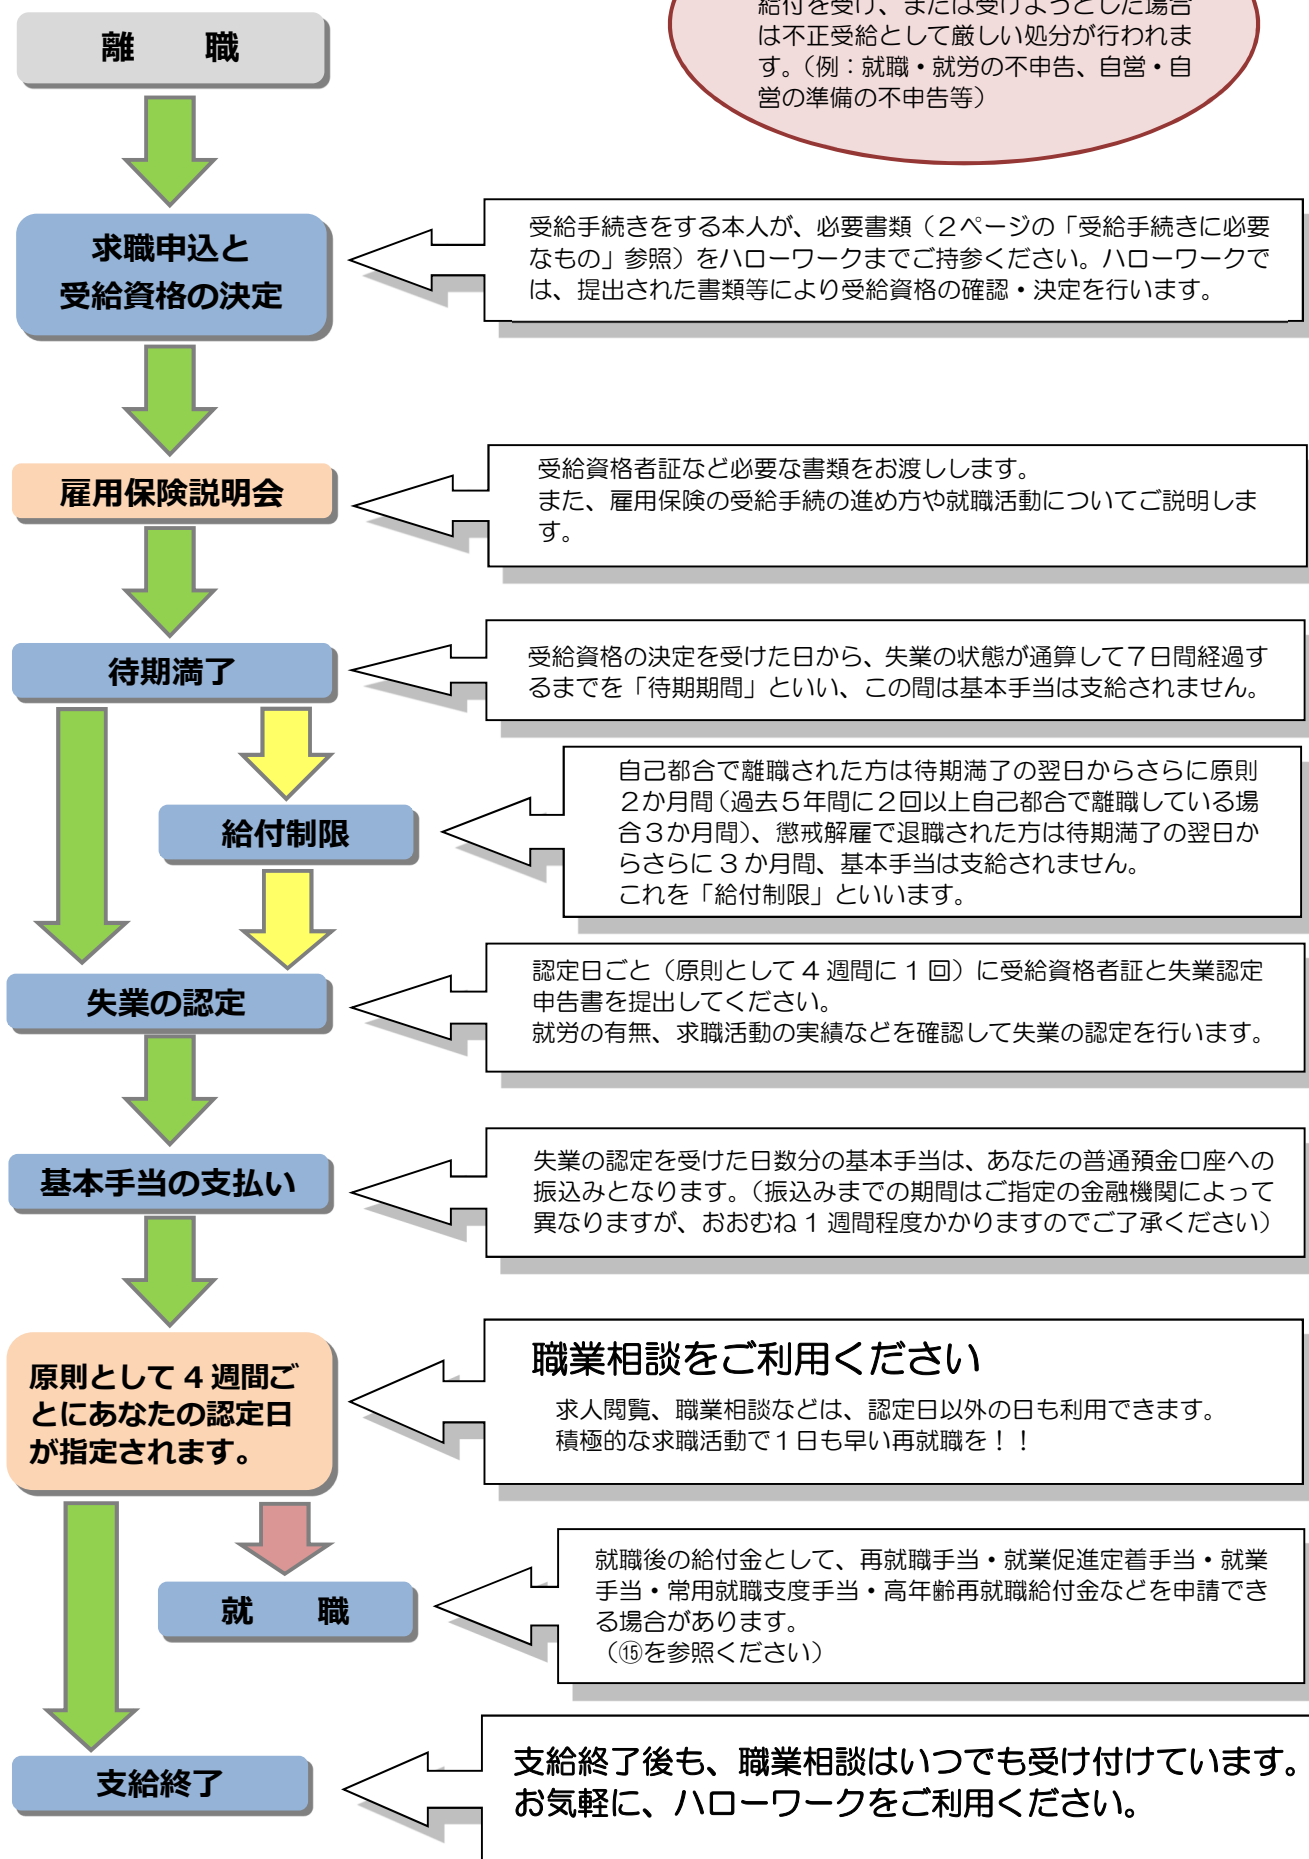 給付を受け、または受けようとした場合
は不正受給として厳しい処分が行われま
す。（例：就職・就労の不申告、自営・自
営の準備の不申告等）
離　職
求職申込と
受給資格の決定
受給手続きをする本人が、必要書類（２ページの「受給手続きに必要
なもの」参照）をハローワークまでご持参ください。ハローワークで
は、提出された書類等により受給資格の確認・決定を行います。
雇用保険説明会
受給資格者証など必要な書類をお渡しします。
また、雇用保険の受給手続の進め方や就職活動についてご説明しま
す。
待期満了
受給資格の決定を受けた日から、失業の状態が通算して７日間経過す
るまでを「待期期間」といい、この間は基本手当は支給されません。
給付制限
自己都合で離職された方は待期満了の翌日からさらに原則
２か月間（過去５年間に２回以上自己都合で離職している場
合３か月間）、懲戒解雇で退職された方は待期満了の翌日か
らさらに３か月間、基本手当は支給されません。
これを「給付制限」といいます。
失業の認定
認定日ごと（原則として４週間に１回）に受給資格者証と失業認定
申告書を提出してください。
就労の有無、求職活動の実績などを確認して失業の認定を行います。
基本手当の支払い
失業の認定を受けた日数分の基本手当は、あなたの普通預金口座への
振込みとなります。（振込みまでの期間はご指定の金融機関によって
異なりますが、おおむね１週間程度かかりますのでご了承ください）
原則として４週間ご
とにあなたの認定日
が指定されます。
職業相談をご利用ください
求人閲覧、職業相談などは、認定日以外の日も利用できます。
積極的な求職活動で１日も早い再就職を！！
就　職
就職後の給付金として、再就職手当・就業促進定着手当・就業
手当・常用就職支度手当・高年齢再就職給付金などを申請でき
る場合があります。
（⑮を参照ください）
支給終了
支給終了後も、職業相談はいつでも受け付けています。
お気軽に、ハローワークをご利用ください。